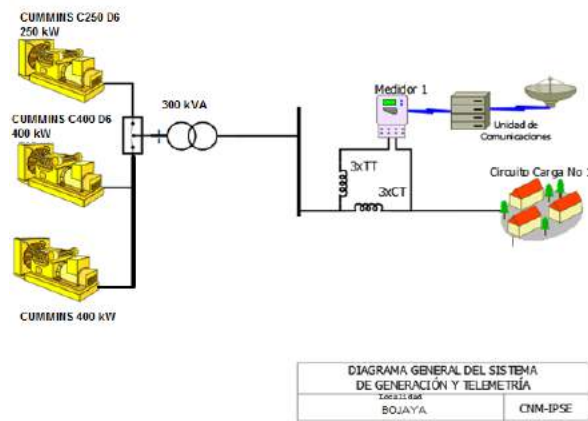 CUMMINS C250 D6
250 kW
CUMMINS C400 D6
400 kW
CUMMINS 400 kW
300 kVA
Medidor 1
Unidad de
Comunicaciones
3xTT
3xCT
Circuito Carga No 1
DIAGRAMA GENERAL DEL SISTEMA
DE GENERACIÓN Y TELEMETRÍA
Localidad
BOJAYA
CNM-IPSE